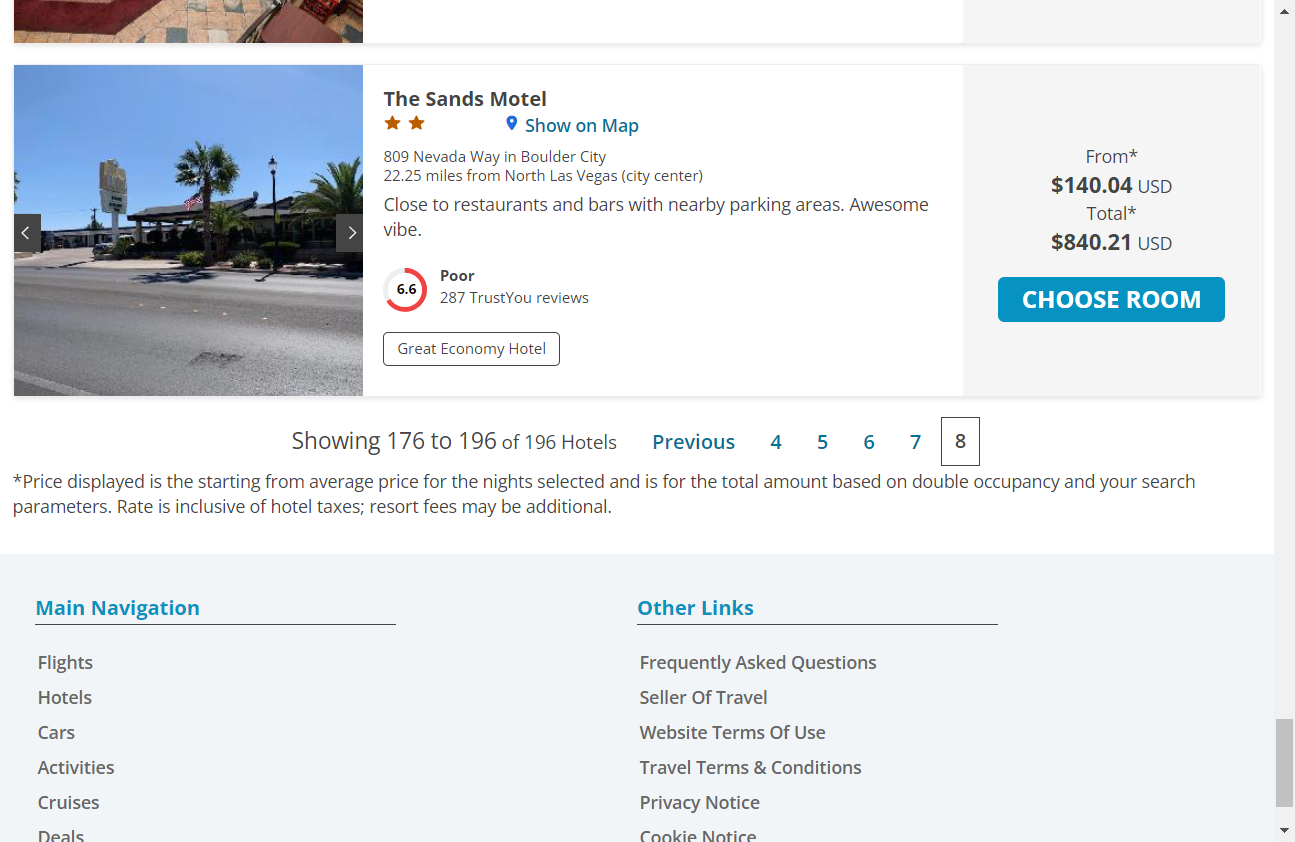 The Sands Motel
Show on Map
809 Nevada Way in Boulder City
22.25 miles from North Las Vegas (city center)
Close to restaurants and bars with nearby parking areas. Awesome
vibe.
6.6
Poor
287 TrustYou reviews
Great Economy Hotel
From*
$140.04 USD
Total*
$840.21 USD
CHOOSE ROOM
Showing 176 to 196 of 196 Hotels Previous 4 5 6 7 8
*Price displayed is the starting from average price for the nights selected and is for the total amount based on double occupancy and your search
parameters. Rate is inclusive of hotel taxes; resort fees may be additional.
Main Navigation
Flights
Hotels
Cars
Activities
Cruises
Deals
Other Links
Frequently Asked Questions
Seller Of Travel
Website Terms Of Use
Travel Terms & Conditions
Privacy Notice
Cookie Notice